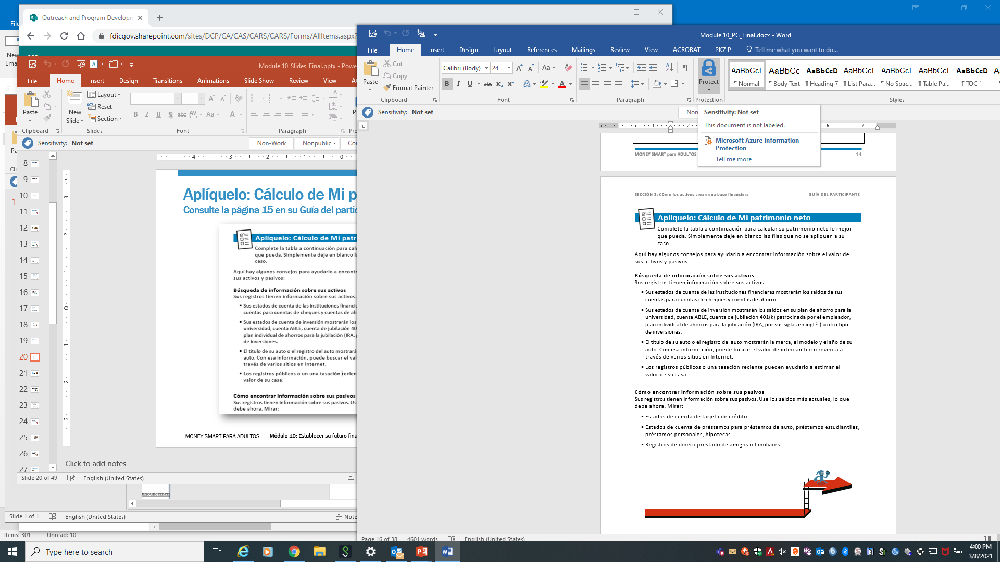 File
Outreach and Program Developn
fdicgov.sharepoint.com/sites/DCP/CA/CAS/CARS/CARS/Forms/AllItems.aspx?
New
Ema
Module 10_Slides_Final.pptx - Powe
File Home Insert Design Transitions Animations Slide Show Review View AC
Paste
New Slide
Layout
Reset
Section
Clipboard Slides Font Paragraph
Sensitivity: Not set
Non-Work Nonpublic Co
4 3 2 1 0
8
9
10
11
12
13
14
15
16
17
18
19
20
21
22
23
24
25
26
27
Aplíquelo: Cálculo de Mi p
Consulte la página 15 en su Guía del partic
Aplíquelo: Cálculo de Mi patr
Complete la tabla a continuación para calc
que pueda. Simplemente deje en blanco la
caso.
Aquí hay algunos consejos para ayudarlo a encontr
sus activos y pasivos:
Búsqueda de información sobre sus activos
Sus registros tienen información sobre sus activos.
▪ Sus estados de cuenta de las instituciones financie
cuentas para cuentas de cheques y cuentas de ah
▪ Sus estados de cuenta de inversión mostrarán los
universidad, cuenta ABLE, cuenta de jubilación 40
plan individual de ahorros para la jubilación (IRA, p
de inversiones.
▪ El título de su auto o el registro del auto mostrará
auto. Con esa información, puede buscar el val
través de varios sitios en Internet.
▪ Los registros públicos o un una tasación recien
valor de su casa.
Cómo encontrar información sobre sus pasivos
Sus registros tienen información sobre sus pasivos. Use
debe ahora. Mirar:
MONEY SMART PARA ADULTOS Módulo 10: Establecer su futuro fina
Click to add notes
Slide 20 of 49 English (United States)
nnouncemen
1
Slide 1 of 1 English (United States) Note
Items: 301 Unread: 10
Module 10_PG_Final.docx - Word
File Home Insert Design Layout References Mailings Review View ACROBAT PKZIP Tell me what you want to do...
Paste
Cut
Copy
Format Painter
Calibri (Body) 24
Protect
AaBbCcD AaBbCc AaBbCcD AaBbCcD AaBbCcD AaBbCcD AaBbCcD
¶ Normal ¶ Body Text ¶ Heading 7 ¶ List Para... ¶ No Spac... ¶ Table Pa... ¶ TOC 1
Clipboard Font Paragraph Protection Styles
Sensitivity: Not set
Non
Sensitivity: Not set
This document is not labeled.
Microsoft Azure Information
Protection
Tell me more
1 2 6 7
MONEY SMART para ADULTOS 14
SECCIÓN 2: Cómo los activos crean una base financiera GUÍA DEL PARTICIPANTE
Aplíquelo: Cálculo de Mi patrimonio neto
Complete la tabla a continuación para calcular su patrimonio neto lo mejor
que pueda. Simplemente deje en blanco las filas que no se apliquen a su
caso.
Aquí hay algunos consejos para ayudarlo a encontrar información sobre el valor de
sus activos y pasivos:
Búsqueda de información sobre sus activos
Sus registros tienen información sobre sus activos.
▪ Sus estados de cuenta de las instituciones financieras mostrarán los saldos de sus
cuentas para cuentas de cheques y cuentas de ahorro.
▪ Sus estados de cuenta de inversión mostrarán los saldos en su plan de ahorro para la
universidad, cuenta ABLE, cuenta de jubilación 401(k) patrocinada por el empleador,
plan individual de ahorros para la jubilación (IRA, por sus siglas en inglés) u otro tipo
de inversiones.
▪ El título de su auto o el registro del auto mostrarán la marca, el modelo y el año de su
auto. Con esa información, puede buscar el valor de intercambio o reventa a
través de varios sitios en Internet.
▪ Los registros públicos o una tasación reciente pueden ayudarlo a estimar el
valor de su casa.
Cómo encontrar información sobre sus pasivos
Sus registros tienen información sobre sus pasivos. Use los saldos más actuales, lo que
debe ahora. Mirar:
▪ Estados de cuenta de tarjeta de crédito
▪ Estados de cuenta de préstamos para préstamos de auto, préstamos estudiantiles,
préstamos personales, hipotecas
▪ Registros de dinero prestado de amigos o familiares
Page 16 of 38 4601 words English (United States)
Type here to search
4:00 PM
3/8/2021